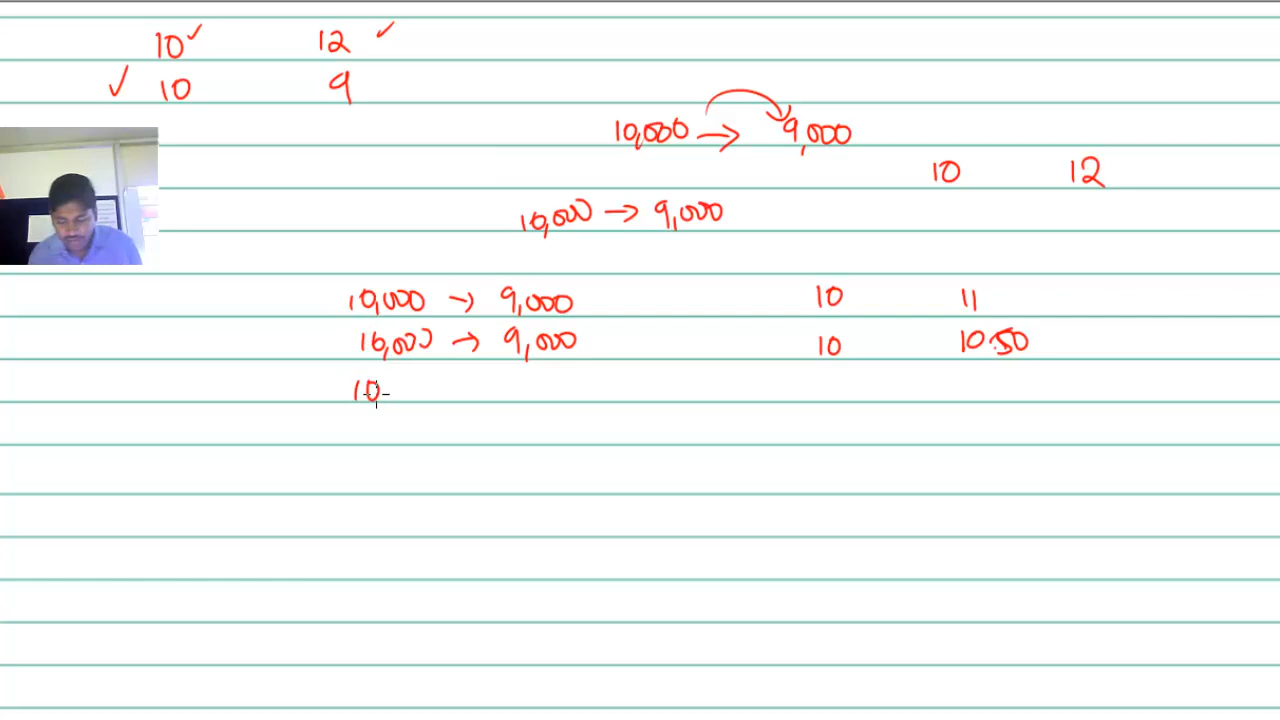 10✓ 12 ✓
✓ 10 9
10,000 → 9,000
10 12
10,000 → 9,000
10,000 → 9,000 10 11
10,000 → 9,000 10 10.50
10